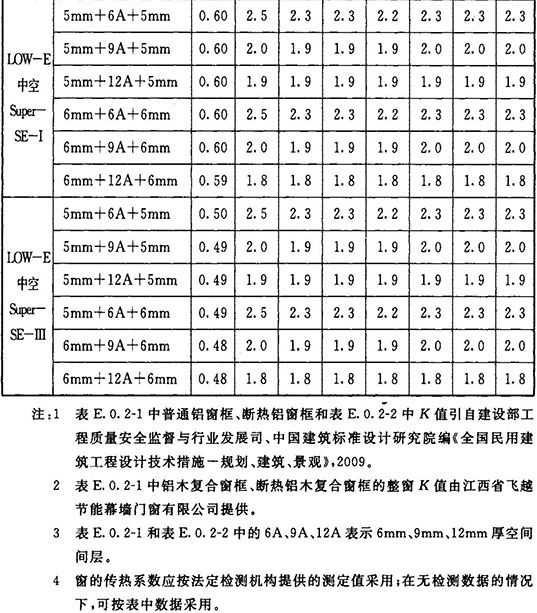 5mm+6A+5mm 0.60 2.5 2.3 2.3 2.2 2.3 2.3 2.3
LOW-E 中空 Super-SE-Ⅰ
5mm+9A+5mm 0.60 2.0 1.9 1.9 1.9 2.0 2.0 2.0
5mm+12A+5mm 0.60 1.9 1.9 1.9 1.9 1.9 1.9 1.9
6mm+6A+6mm 0.60 2.5 2.3 2.3 2.2 2.3 2.3 2.3
6mm+9A+6mm 0.60 2.0 1.9 1.9 1.9 2.0 2.0 2.0
6mm+12A+6mm 0.59 1.8 1.8 1.8 1.8 1.8 1.8 1.8
5mm+6A+5mm 0.50 2.5 2.3 2.3 2.2 2.3 2.3 2.3
LOW-E 中空 Super-SE-Ⅲ
5mm+9A+5mm 0.49 2.0 1.9 1.9 1.9 2.0 2.0 2.0
5mm+12A+5mm 0.49 1.9 1.9 1.9 1.9 1.9 1.9 1.9
5mm+6A+6mm 0.49 2.5 2.3 2.3 2.2 2.3 2.3 2.3
6mm+9A+6mm 0.48 2.0 1.9 1.9 1.9 2.0 2.0 2.0
6mm+12A+6mm 0.48 1.8 1.8 1.8 1.8 1.8 1.8 1.8
注:1 表 E.0.2-1 中普通铝窗框、断热铝窗框和表 E.0.2-2 中 K 值引自建设部工
程质量安全监督与行业发展司、中国建筑标准设计研究院编《全国民用建
筑工程设计技术措施—规划、建筑、景观》,2009。
2 表 E.0.2-1 中铝木复合窗框、断热铝木复合窗框的整窗 K 值由江西省飞越
节能幕墙门窗有限公司提供。
3 表 E.0.2-1 和表 E.0.2-2 中的 6A、9A、12A 表示 6mm、9mm、12mm 厚空间
间层。
4 窗的传热系数应按法定检测机构提供的测定值采用;在无检测数据的情况
下,可按表中数据采用。